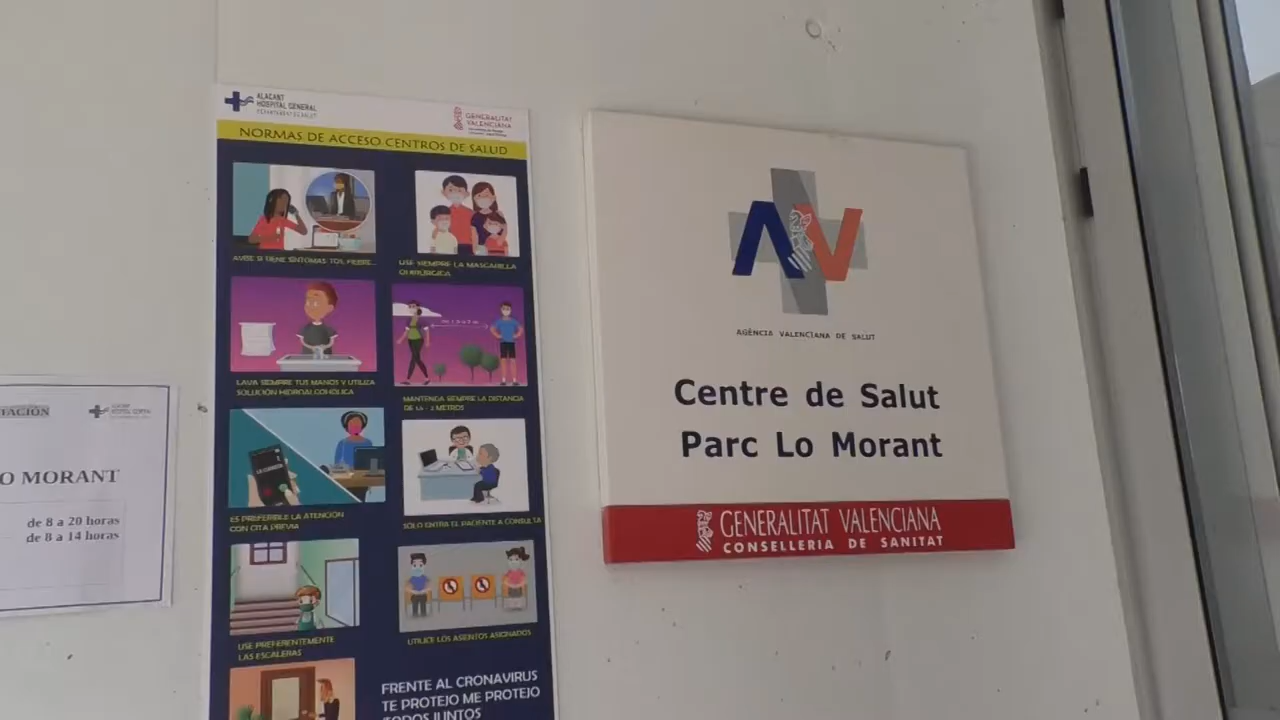 ALACANT
HOSPITAL GENERAL
GENERALITAT
VALENCIANA
NORMAS DE ACCESO CENTROS DE SALUD
AVISE SI TIENE SÍNTOMAS TOS, FIEBRE...
USE SIEMPRE LA MASCARILLA
QUIRÚRGICA
LAVA SIEMPRE TUS MANOS Y UTILIZA
SOLUCIÓN HIDROALCOHÓLICA
MANTENGA SIEMPRE LA DISTANCIA
DE 1,5 - 2 METROS
ES PREFERIBLE LA ATENCIÓN
CON CITA PREVIA
SOLO ENTRA EL PACIENTE A CONSULTA
USE PREFERENTEMENTE
LAS ESCALERAS
UTILICE LOS ASIENTOS ASIGNADOS
FRENTE AL CRONAVIRUS
TE PROTEJO ME PROTEJO
TODOS JUNTOS
O MORANT
de 8 a 20 horas
de 8 a 14 horas
AV
AGÈNCIA VALENCIANA DE SALUT
Centre de Salut
Parc Lo Morant
GENERALITAT VALENCIANA
CONSELLERIA DE SANITAT